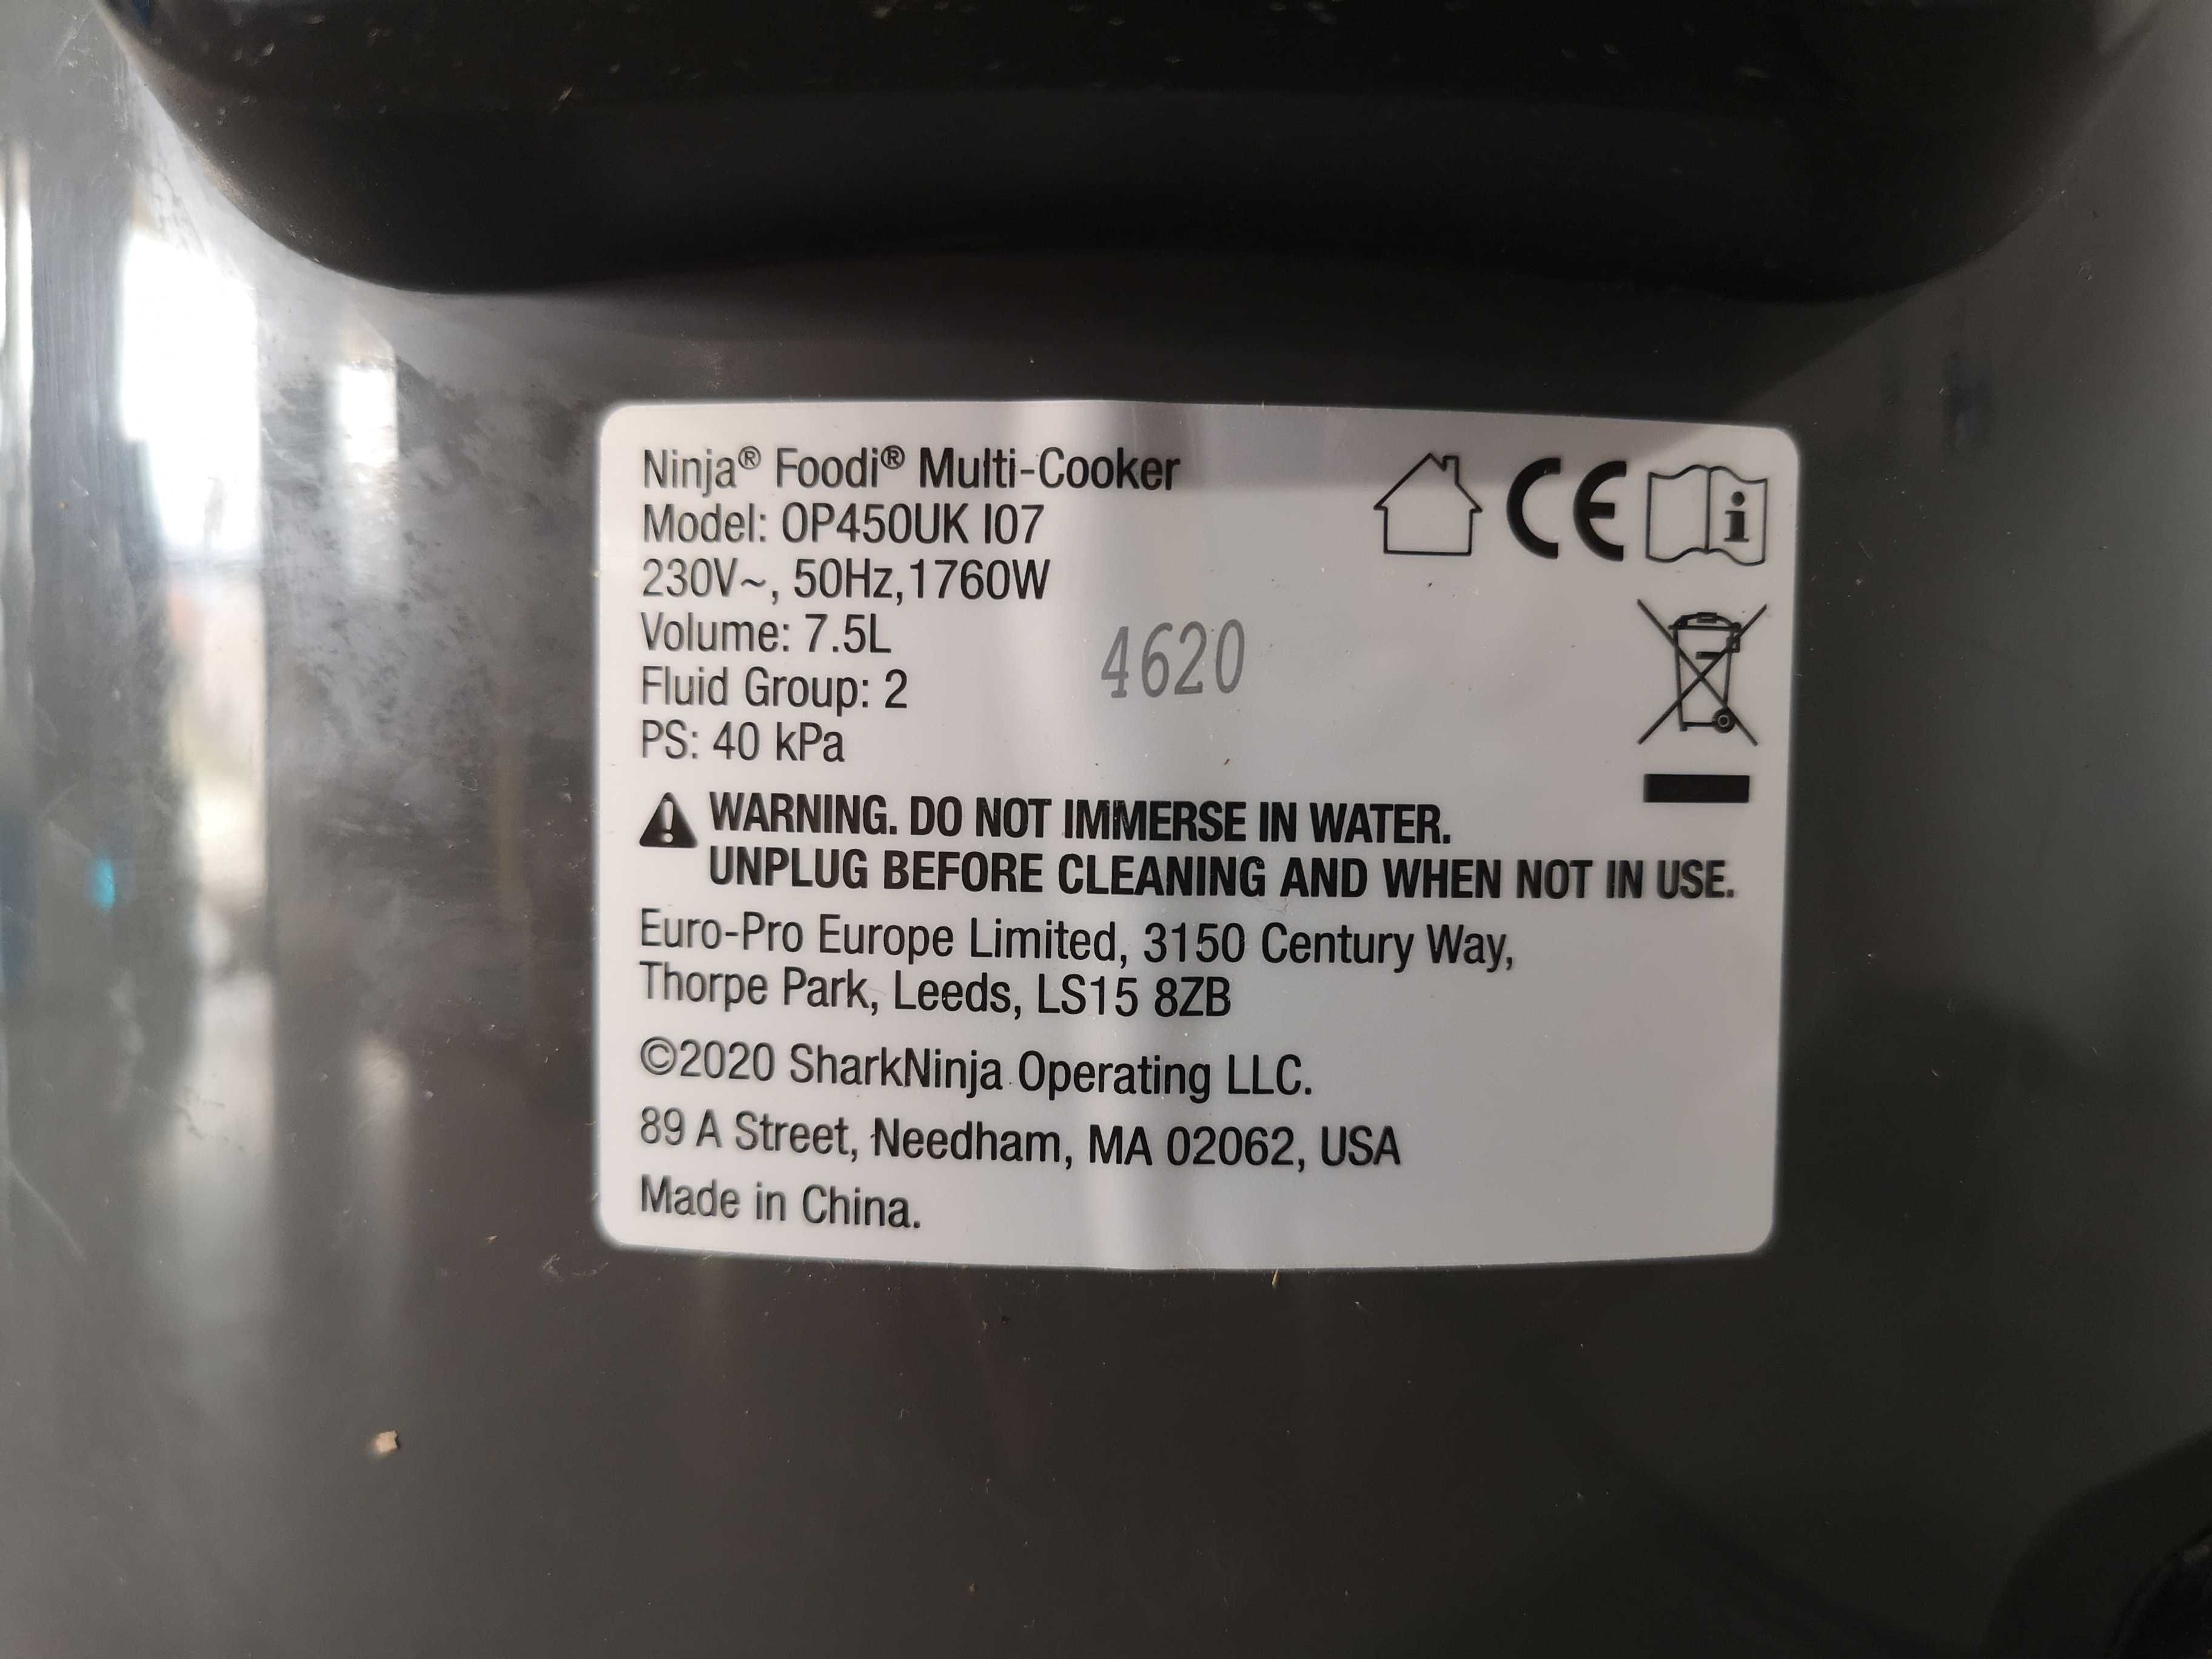 Ninja® Foodi® Multi-Cooker
Model: OP450UK I07
230V~, 50Hz,1760W
Volume: 7.5L
Fluid Group: 2
PS: 40 kPa
4620
CE
WARNING. DO NOT IMMERSE IN WATER.
UNPLUG BEFORE CLEANING AND WHEN NOT IN USE.
Euro-Pro Europe Limited, 3150 Century Way,
Thorpe Park, Leeds, LS15 8ZB
©2020 SharkNinja Operating LLC.
89 A Street, Needham, MA 02062, USA
Made in China.